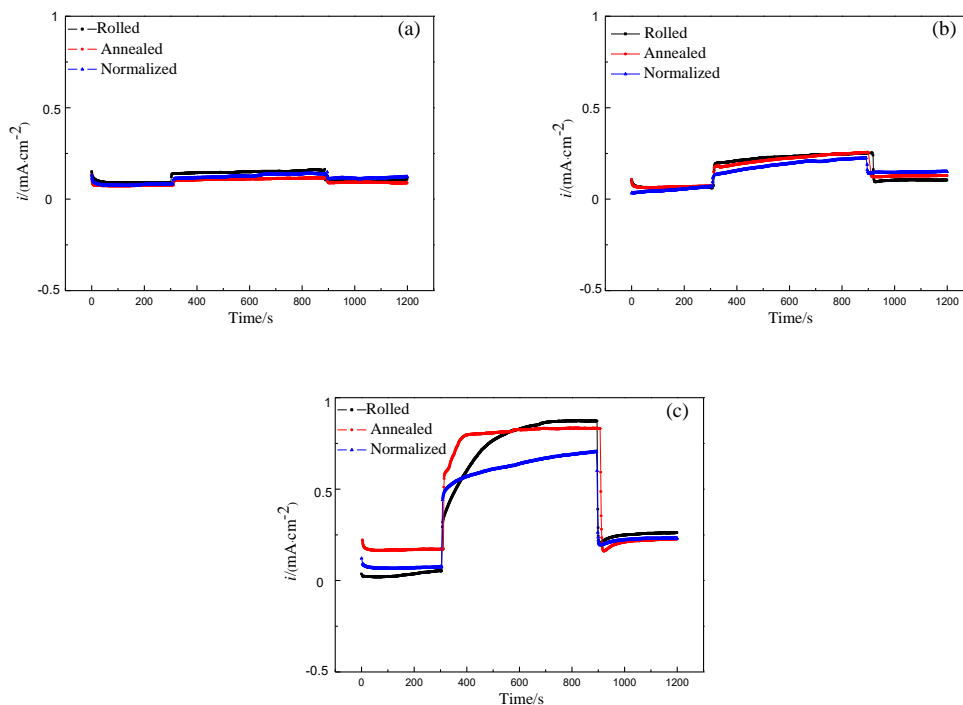 1
(a)
Rolled
Annealed
Normalized
0.5
i/(mA·cm-2)
0
-0.5
0 200 400 600 800 1000 1200
Time/s
1
(b)
Rolled
Annealed
Normalized
0.5
i/(mA·cm-2)
0
-0.5
0 200 400 600 800 1000 1200
Time/s
1
(c)
Rolled
Annealed
Normalized
0.5
i/(mA·cm-2)
0
-0.5
0 200 400 600 800 1000 1200
Time/s